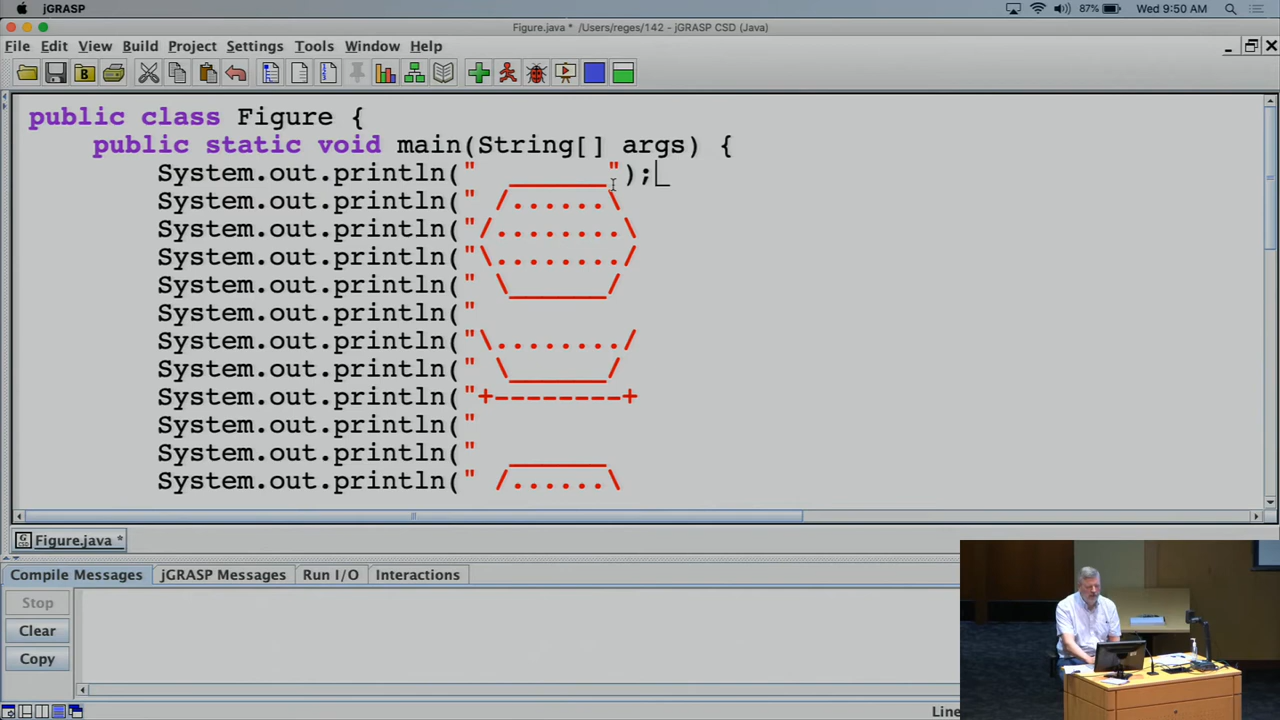 jGRASP
87%
Wed 9:50 AM
Figure.java * /Users/reges/142 - jGRASP CSD (Java)
File Edit View Build Project Settings Tools Window Help
public class Figure {
public static void main(String[] args) {
System.out.println("  ______");
System.out.println(" /......\
System.out.println("/........\
System.out.println("\......../
System.out.println(" \______/
System.out.println("
System.out.println("\......../
System.out.println(" \______/
System.out.println("+--------+
System.out.println("
System.out.println("  ______
System.out.println(" /......\
Figure.java *
Compile Messages jGRASP Messages Run I/O Interactions
Stop
Clear
Copy
Line